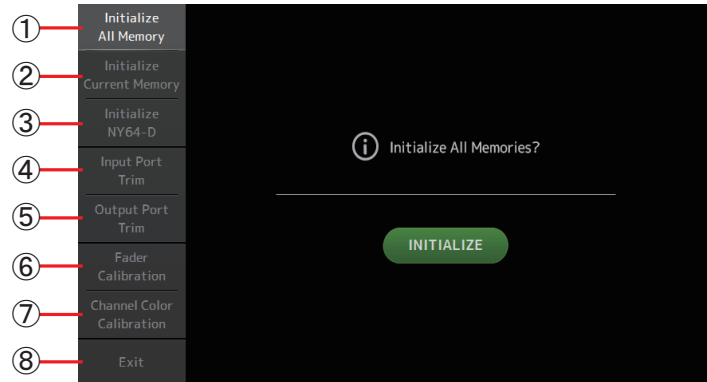 ① Initialize
All Memory
② Initialize
Current Memory
③ Initialize
NY64-D
④ Input Port
Trim
⑤ Output Port
Trim
⑥ Fader
Calibration
⑦ Channel Color
Calibration
⑧ Exit
Initialize All Memories?
INITIALIZE